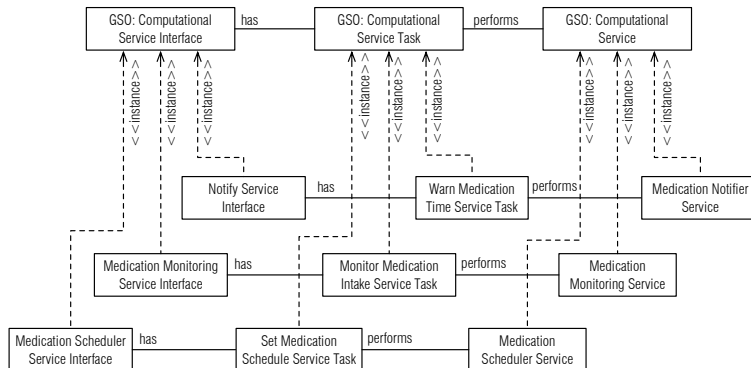 GSO: Computational
Service Interface
has
GSO: Computational
Service Task
performs
GSO: Computational
Service
<<instance>>
<<instance>>
<<instance>>
<<instance>>
<<instance>>
<<instance>>
<<instance>>
<<instance>>
<<instance>>
Notify Service
Interface
has
Warn Medication
Time Service Task
performs
Medication Notifier
Service
Medication Monitoring
Service Interface
has
Monitor Medication
Intake Service Task
performs
Medication
Monitoring Service
Medication Scheduler
Service Interface
has
Set Medication
Schedule Service Task
performs
Medication
Scheduler Service